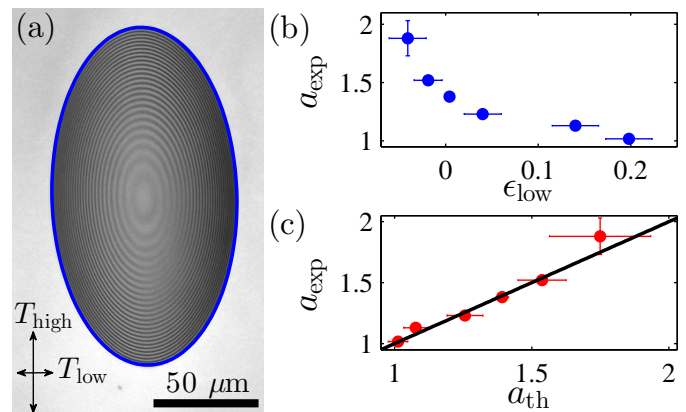 (a)
T_high
T_low
50 μm
(b)
a_exp
2
1.5
1
0
0.1
0.2
ϵ_low
(c)
a_exp
2
1.5
1
1
1.5
2
a_th